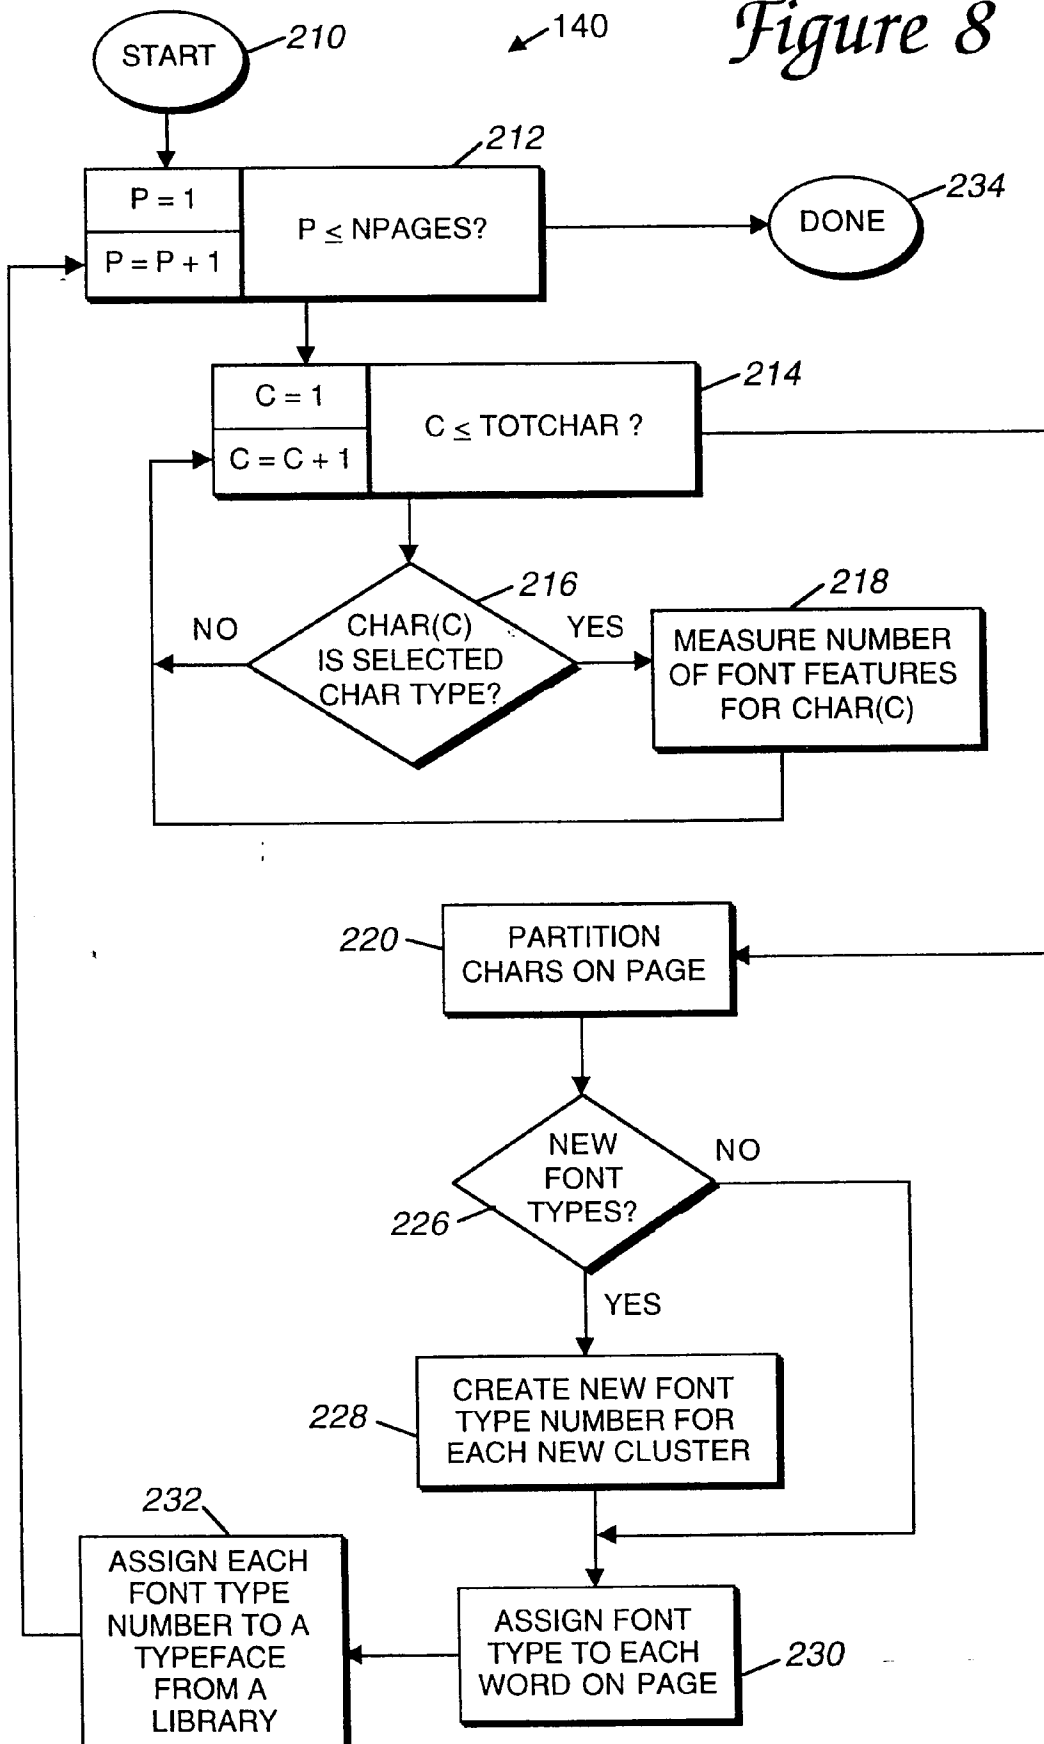 Figure 8
START
210
140
212
P = 1
P = P + 1
P ≤ NPAGES?
DONE
234
C = 1
C = C + 1
C ≤ TOTCHAR ?
214
216
CHAR(C)
IS SELECTED
CHAR TYPE?
NO
YES
218
MEASURE NUMBER
OF FONT FEATURES
FOR CHAR(C)
220
PARTITION
CHARS ON PAGE
NEW
FONT
TYPES?
226
NO
YES
228
CREATE NEW FONT
TYPE NUMBER FOR
EACH NEW CLUSTER
232
ASSIGN EACH
FONT TYPE
NUMBER TO A
TYPEFACE
FROM A
LIBRARY
ASSIGN FONT
TYPE TO EACH
WORD ON PAGE
230